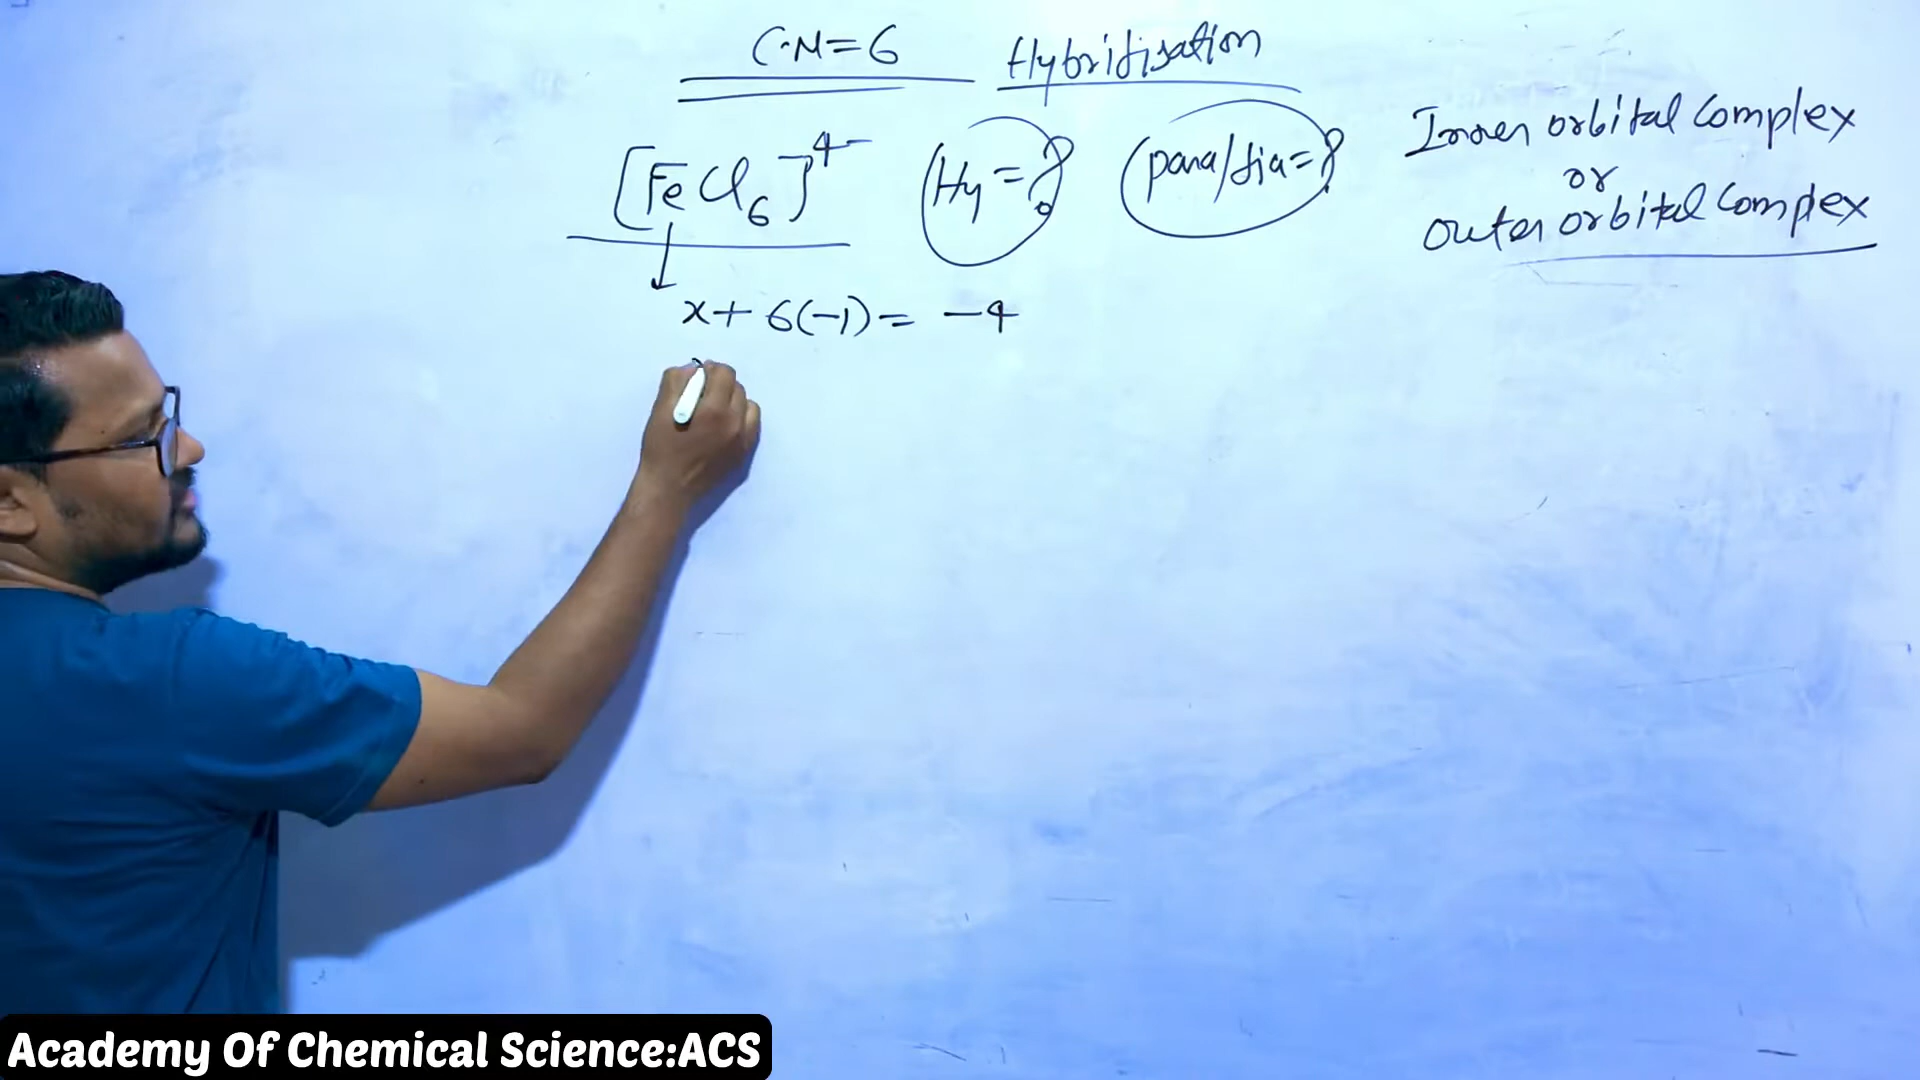 C.N=6 Hybridisation
[FeCl6]4- (Hy=? (para/dia=?
Inner orbital complex
or
outer orbital complex
x+6(-1)= -4
Academy Of Chemical Science:ACS